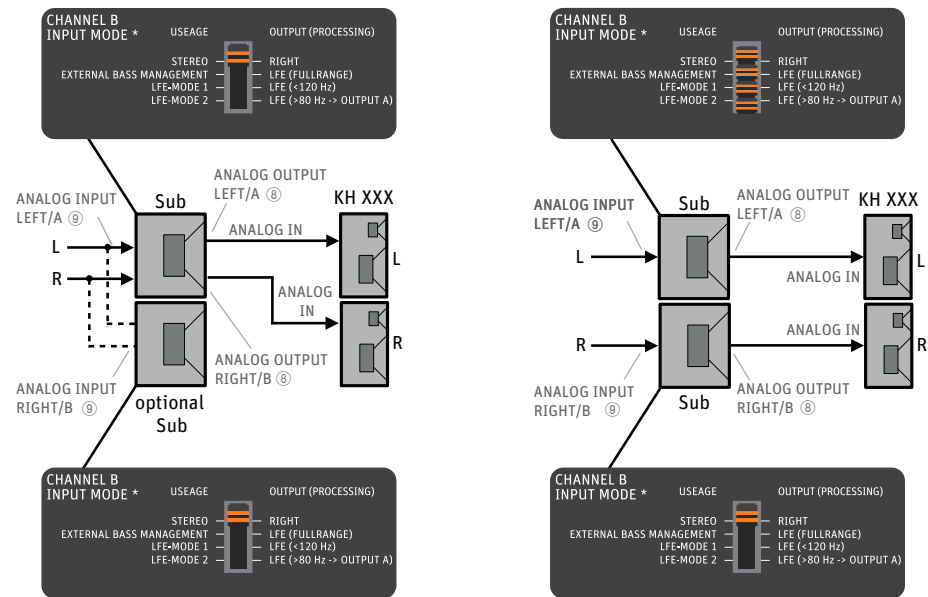 CHANNEL B
INPUT MODE * USEAGE OUTPUT (PROCESSING)
STEREO RIGHT
EXTERNAL BASS MANAGEMENT LFE (FULLRANGE)
LFE-MODE 1 LFE (<120 Hz)
LFE-MODE 2 LFE (>80 Hz -> OUTPUT A)
ANALOG INPUT
LEFT/A ⑨
Sub
ANALOG OUTPUT
LEFT/A ⑧
KH XXX
ANALOG IN
L
L
R
ANALOG
IN
R
ANALOG OUTPUT
RIGHT/B ⑧
ANALOG INPUT
RIGHT/B ⑨
optional
Sub
CHANNEL B
INPUT MODE * USEAGE OUTPUT (PROCESSING)
STEREO RIGHT
EXTERNAL BASS MANAGEMENT LFE (FULLRANGE)
LFE-MODE 1 LFE (<120 Hz)
LFE-MODE 2 LFE (>80 Hz -> OUTPUT A)
CHANNEL B
INPUT MODE * USEAGE OUTPUT (PROCESSING)
STEREO RIGHT
EXTERNAL BASS MANAGEMENT LFE (FULLRANGE)
LFE-MODE 1 LFE (<120 Hz)
LFE-MODE 2 LFE (>80 Hz -> OUTPUT A)
ANALOG INPUT
LEFT/A ⑨
Sub
ANALOG OUTPUT
LEFT/A ⑧
KH XXX
L
ANALOG IN
L
R
ANALOG IN
R
ANALOG INPUT
RIGHT/B ⑨
Sub
ANALOG OUTPUT
RIGHT/B ⑧
CHANNEL B
INPUT MODE * USEAGE OUTPUT (PROCESSING)
STEREO RIGHT
EXTERNAL BASS MANAGEMENT LFE (FULLRANGE)
LFE-MODE 1 LFE (<120 Hz)
LFE-MODE 2 LFE (>80 Hz -> OUTPUT A)